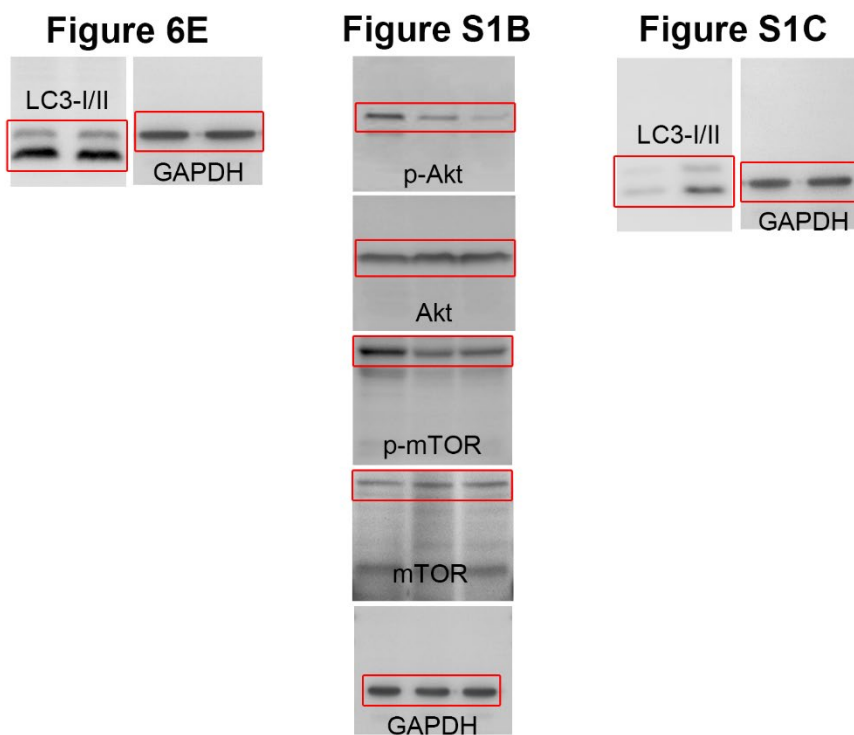 Figure 6E
LC3-I/II
GAPDH
Figure S1B
p-Akt
Akt
p-mTOR
mTOR
GAPDH
Figure S1C
LC3-I/II
GAPDH